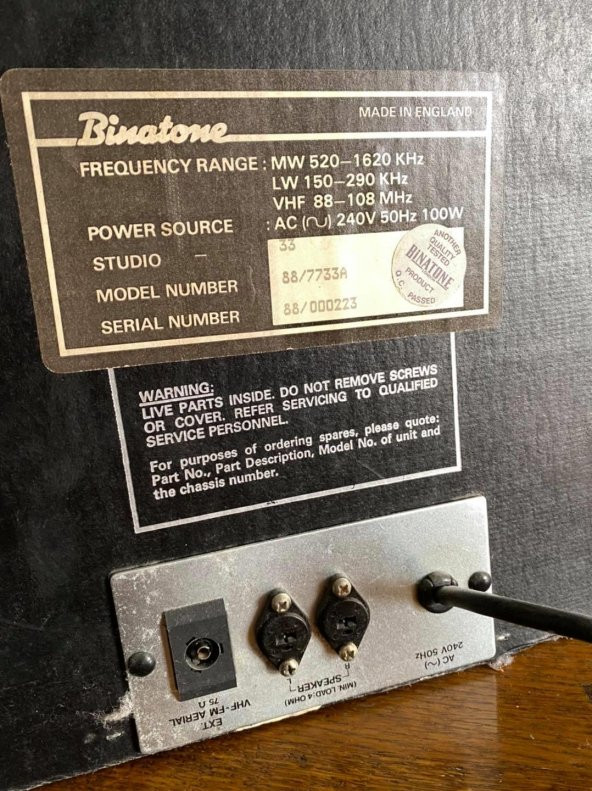 Binatone
MADE IN ENGLAND
FREQUENCY RANGE : MW 520–1620 KHz
LW 150–290 KHz
VHF 88–108 MHz
POWER SOURCE : AC (∿) 240V 50Hz 100W
STUDIO – 33
MODEL NUMBER 88/7733A
SERIAL NUMBER 88/000223
ANOTHER
QUALITY
TESTED
BINATONE
PRODUCT
Q.C. PASSED
WARNING:
LIVE PARTS INSIDE. DO NOT REMOVE SCREWS
OR COVER. REFER SERVICING TO QUALIFIED
SERVICE PERSONNEL.
For purposes of ordering spares, please quote:
Part No., Part Description, Model No. of unit and
the chassis number.
AC (∿)
240V 50Hz
R L
SPEAKER
(MIN. LOAD: 4 OHM)
EXT.
VHF-FM AERIAL
75 Ω